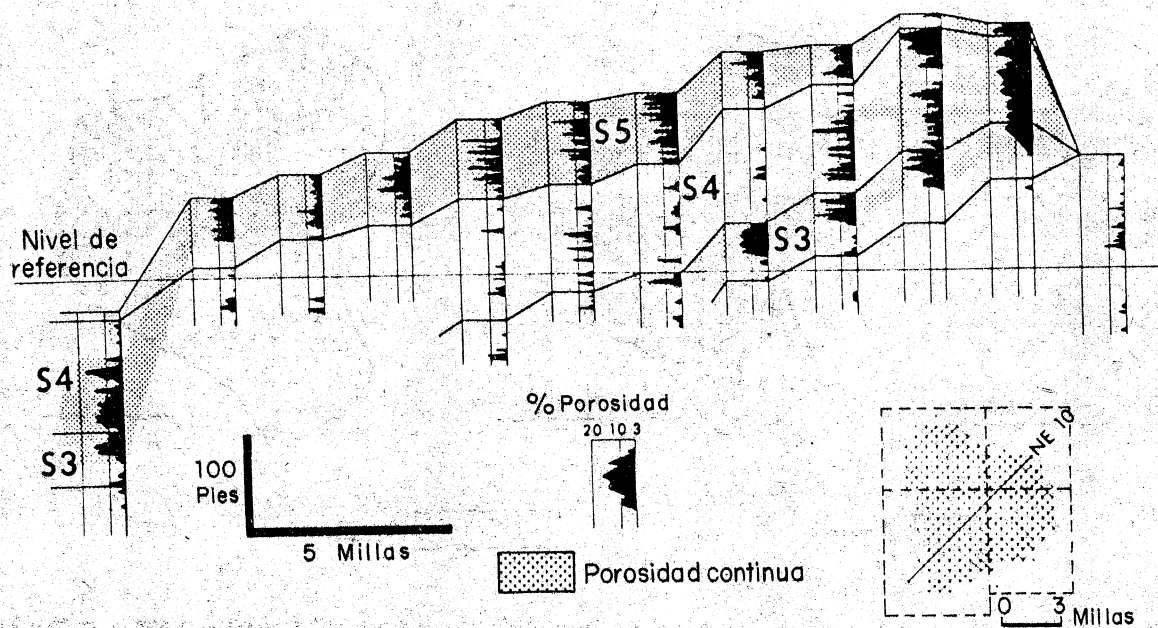 S5
S4
S3
Nivel de
referencia
S4
S3
100
Pies
5 Millas
% Porosidad
20 10 3
Porosidad continua
NE 10
0 3 Millas